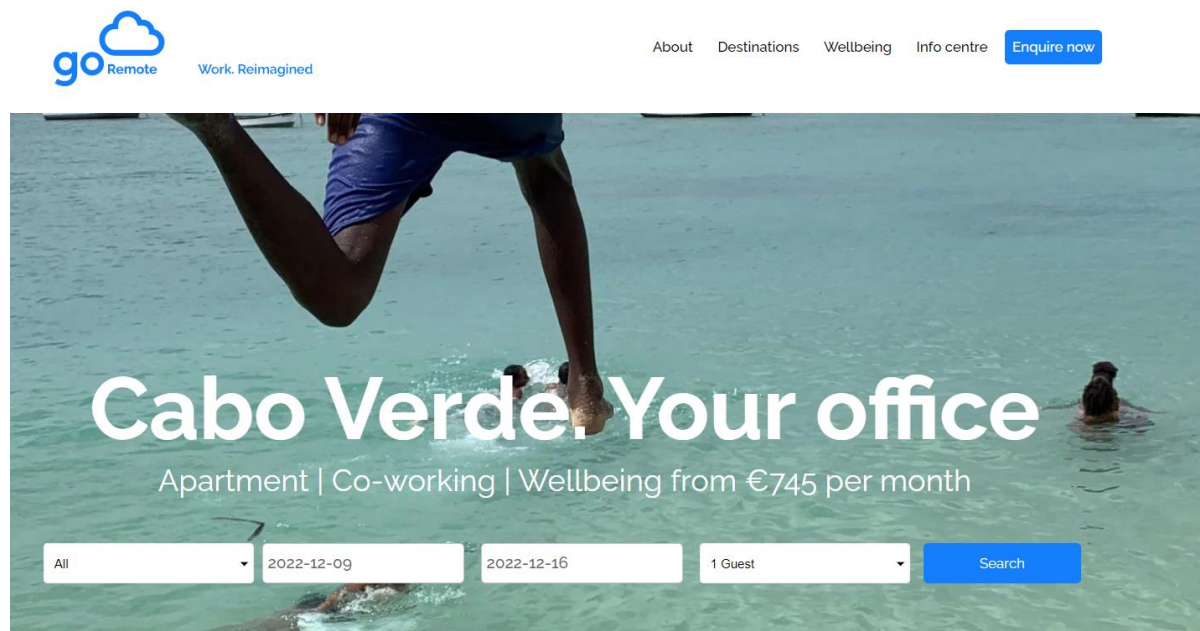 go Remote
Work. Reimagined
About Destinations Wellbeing Info centre Enquire now
Cabo Verde. Your office
Apartment | Co-working | Wellbeing from €745 per month
All 2022-12-09 2022-12-16 1 Guest Search